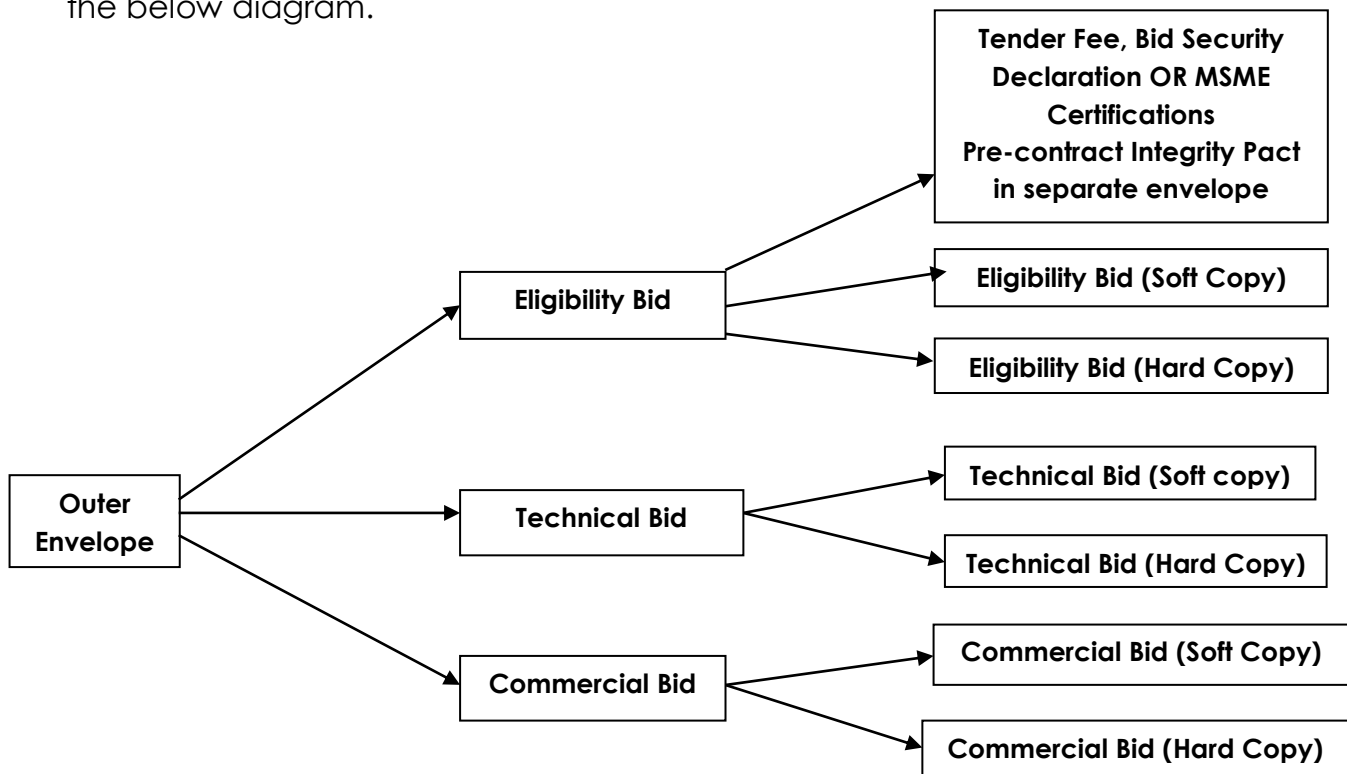 the below diagram.
Tender Fee, Bid Security
Declaration OR MSME
Certifications
Pre-contract Integrity Pact
in separate envelope
Eligibility Bid
Eligibility Bid (Soft Copy)
Eligibility Bid (Hard Copy)
Outer
Envelope
Technical Bid
Technical Bid (Soft copy)
Technical Bid (Hard Copy)
Commercial Bid
Commercial Bid (Soft Copy)
Commercial Bid (Hard Copy)